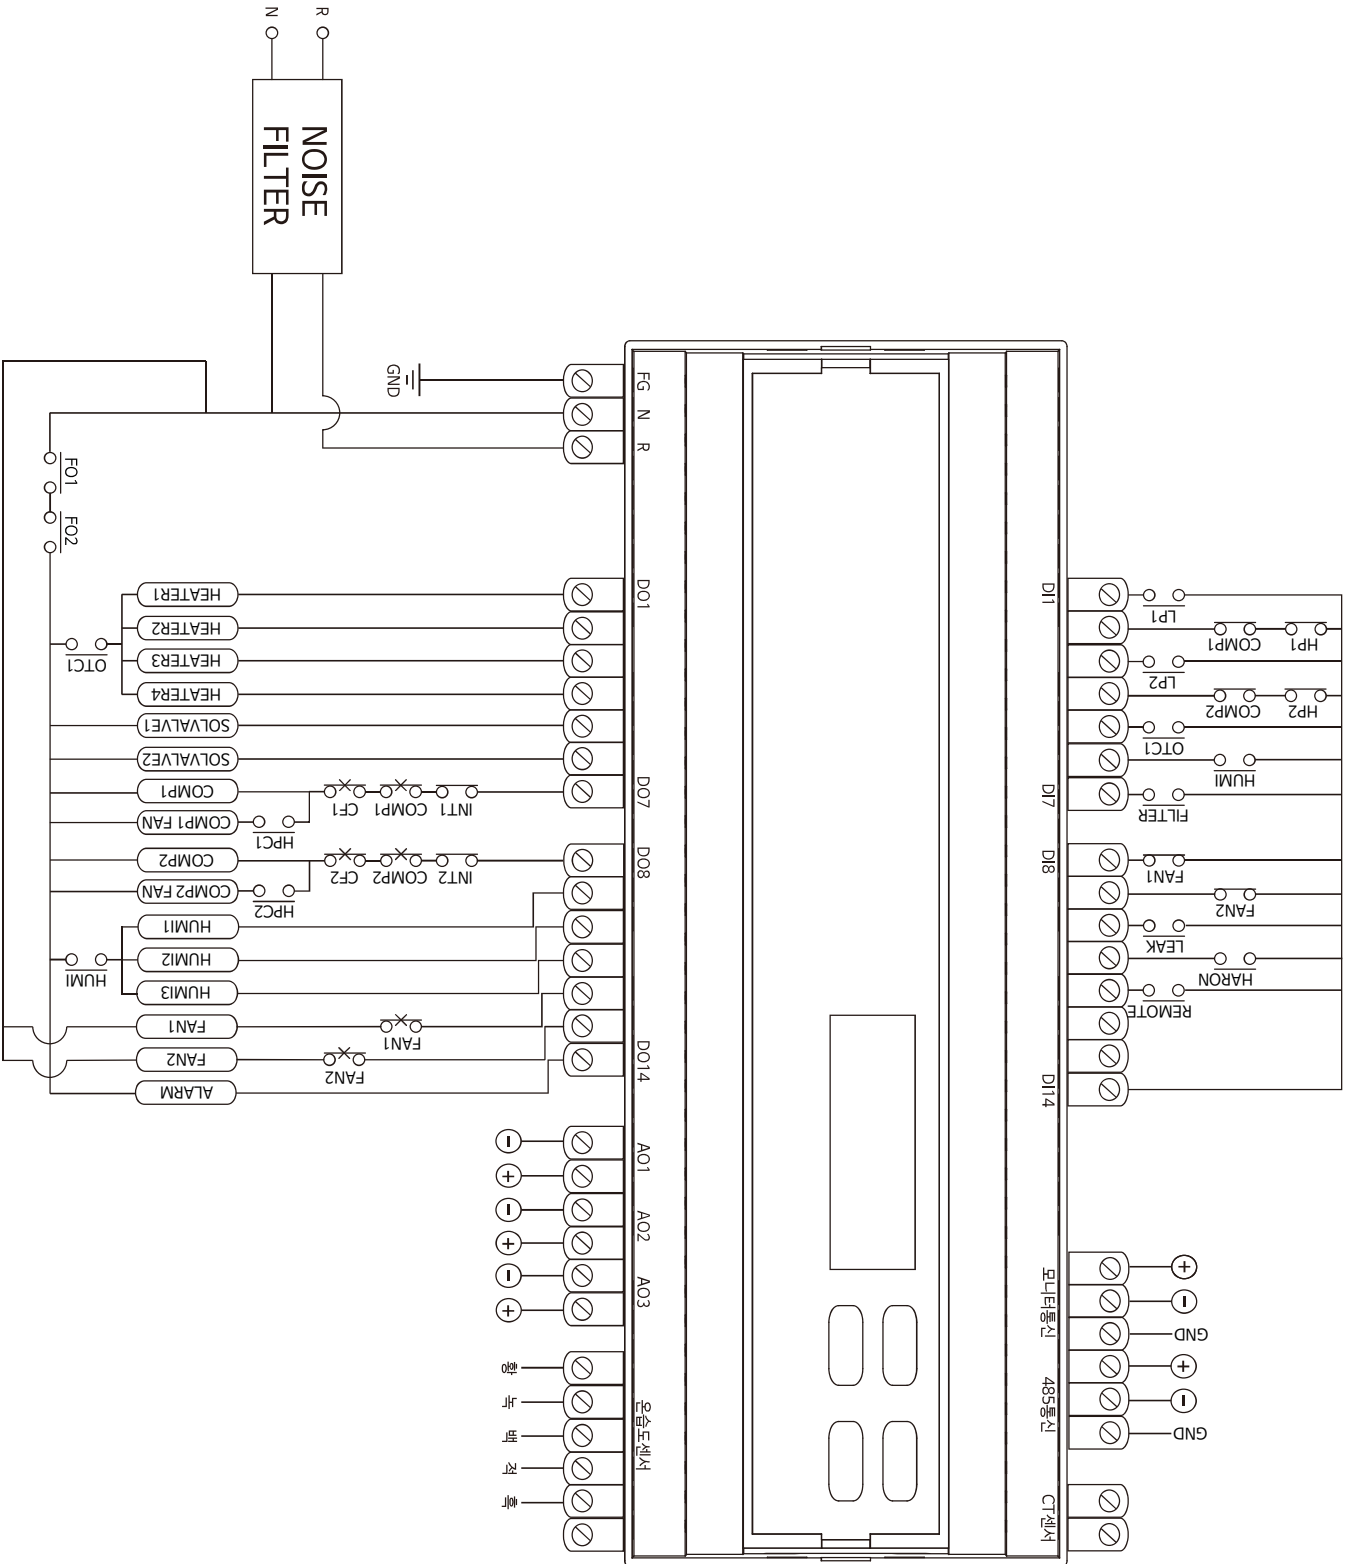 N
R
NOISE
FILTER
GND
FG
N
R
FO1
FO2
DO1
DO7
DO8
DO14
AO1
AO2
AO3
온습도센서
HEATER1
HEATER2
HEATER3
HEATER4
OTC1
SOLVALVE1
SOLVALVE2
COMP1
CF1
COMP1
INT1
COMP1 FAN
HPC1
COMP2
CF2
COMP2
INT2
COMP2 FAN
HPC2
HUMI1
HUMI2
HUMI
HUMI3
FAN1
FAN1
FAN2
FAN2
ALARM
-
+
-
+
-
+
황
녹
백
적
흑
DI1
DI7
DI8
DI14
모니터통신
485통신
CT센서
LP1
COMP1
HP1
LP2
COMP2
HP2
OTC1
HUMI
FILTER
FAN1
FAN2
LEAK
HARON
REMOTE
+
-
GND
+
-
GND